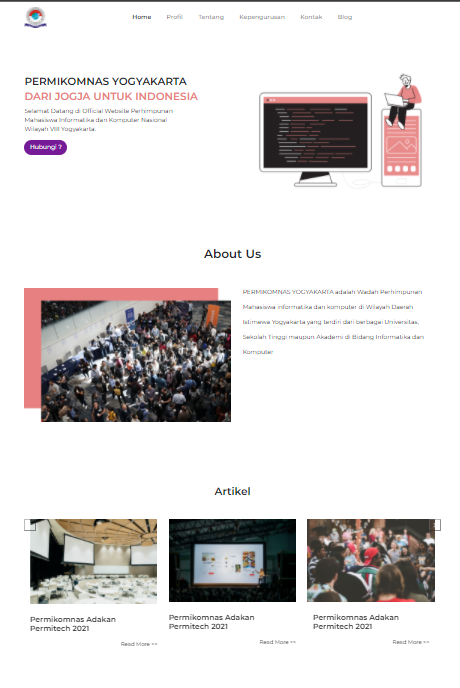 Home Profil Tentang Kepengurusan Kontak Blog
PERMIKOMNAS YOGYAKARTA
DARI JOGJA UNTUK INDONESIA
Selamat Datang di Official Website Perhimpunan
Mahasiswa Informatika dan Komputer Nasional
Wilayah VIII Yogyakarta.
Hubungi ?
About Us
PERMIKOMNAS YOGYAKARTA adalah Wadah Perhimpunan
Mahasiswa informatika dan komputer di Wilayah Daerah
Istimewa Yogyakarta yang terdiri dari berbagai Universitas,
Sekolah Tinggi maupun Akademi di Bidang Informatika dan
Komputer
Artikel
Permikomnas Adakan
Permitech 2021
Read More >>
Permikomnas Adakan
Permitech 2021
Read More >>
Permikomnas Adakan
Permitech 2021
Read More >>